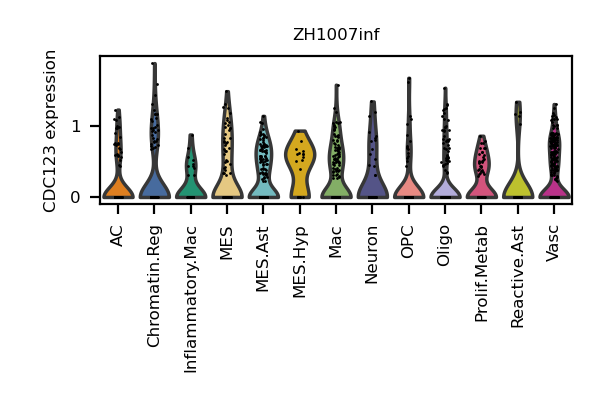 ZH1007inf
CDC123 expression
1
0
AC
Chromatin.Reg
Inflammatory.Mac
MES
MES.Ast
MES.Hyp
Mac
Neuron
OPC
Oligo
Prolif.Metab
Reactive.Ast
Vasc